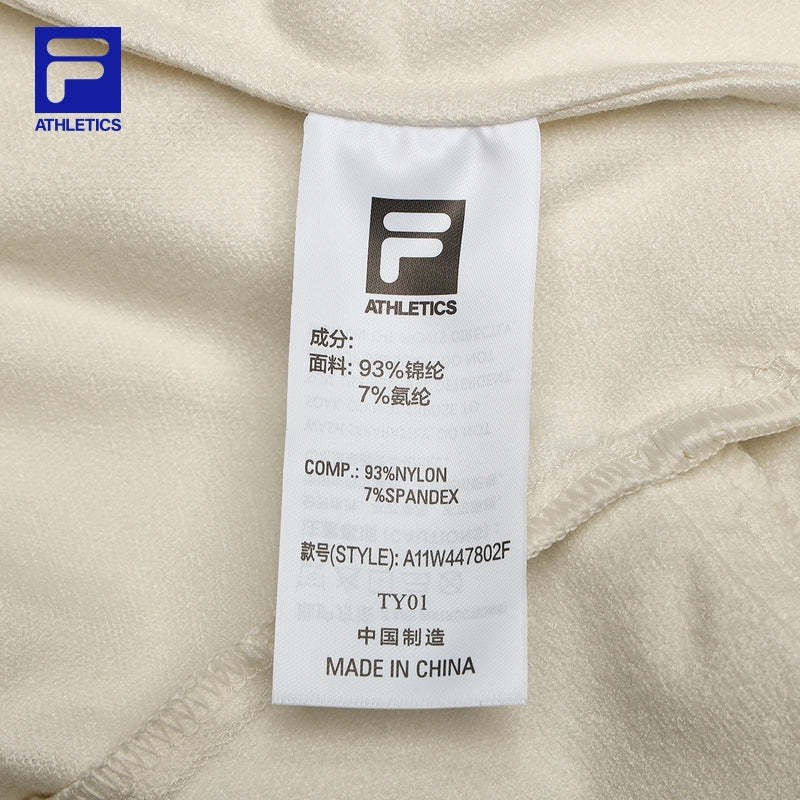 F
ATHLETICS
F
ATHLETICS
成分:
面料: 93%锦纶
7%氨纶
COMP.: 93%NYLON
7%SPANDEX
款号(STYLE): A11W447802F
TY01
中国制造
MADE IN CHINA